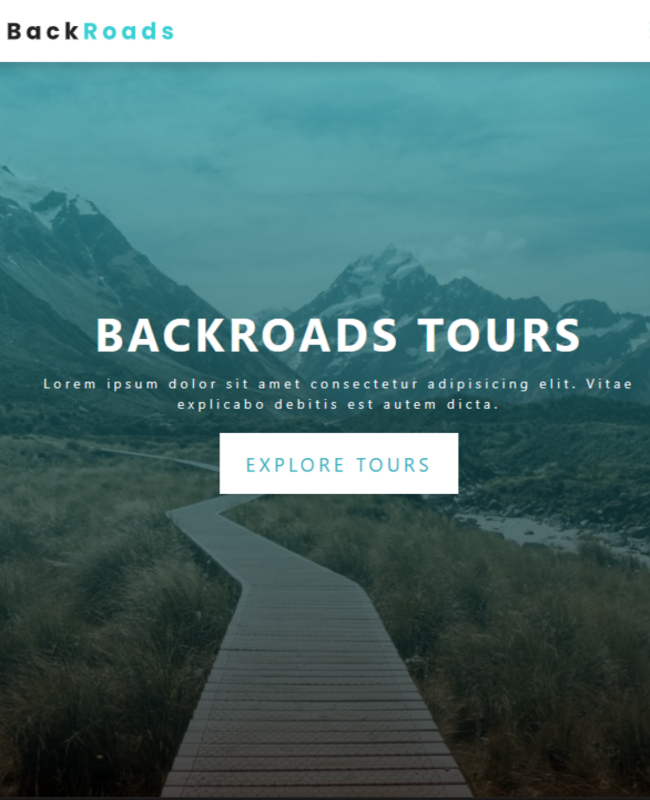 BackRoads
BACKROADS TOURS
Lorem ipsum dolor sit amet consectetur adipisicing elit. Vitae
explicabo debitis est autem dicta.
EXPLORE TOURS